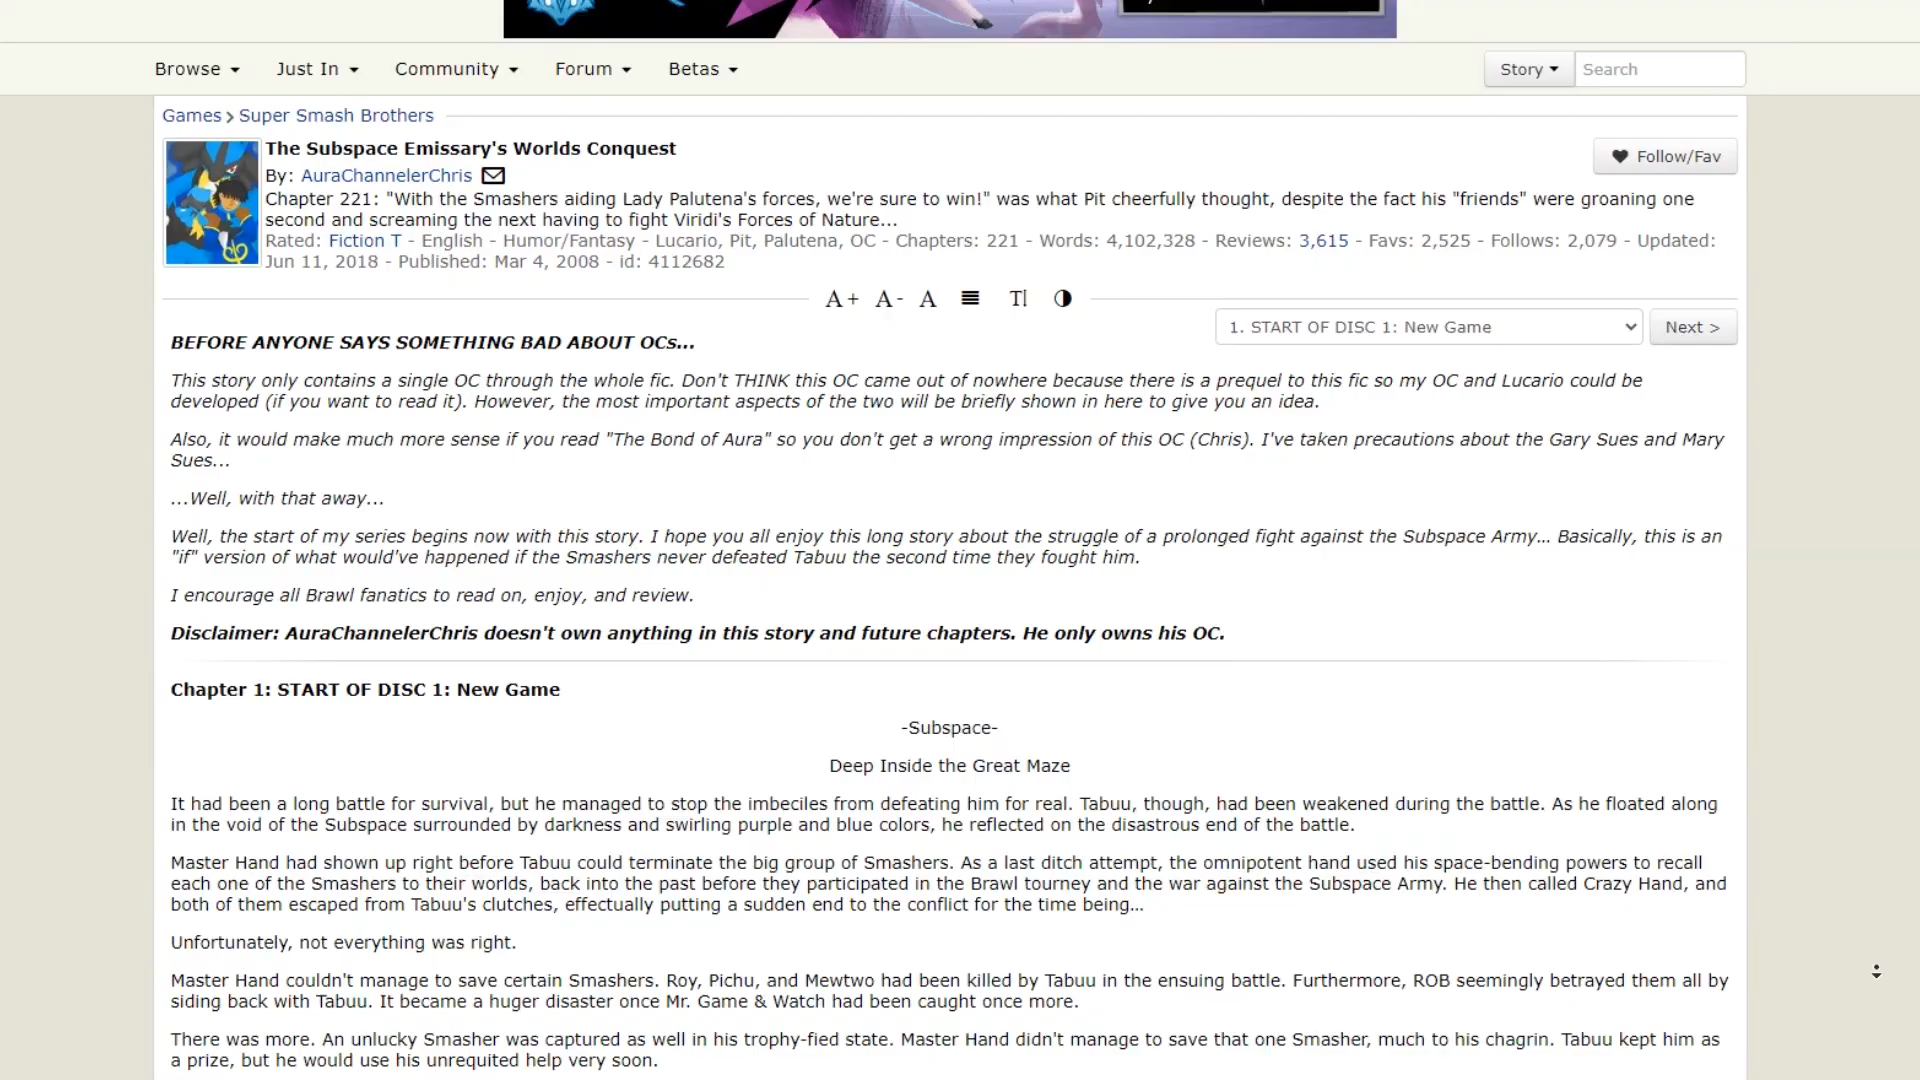 Browse Just In Community Forum Betas Story Search
Games Super Smash Brothers
The Subspace Emissary's Worlds Conquest
Follow/Fav
By: AuraChannelerChris
Chapter 221: "With the Smashers aiding Lady Palutena's forces, we're sure to win!" was what Pit cheerfully thought, despite the fact his "friends" were groaning one
second and screaming the next having to fight Viridi's Forces of Nature...
Rated: Fiction T - English - Humor/Fantasy - Lucario, Pit, Palutena, OC - Chapters: 221 - Words: 4,102,328 - Reviews: 3,615 - Favs: 2,525 - Follows: 2,079 - Updated:
Jun 11, 2018 - Published: Mar 4, 2008 - id: 4112682
A+ A- A T|
1. START OF DISC 1: New Game Next >
BEFORE ANYONE SAYS SOMETHING BAD ABOUT OCs...
This story only contains a single OC through the whole fic. Don't THINK this OC came out of nowhere because there is a prequel to this fic so my OC and Lucario could be
developed (if you want to read it). However, the most important aspects of the two will be briefly shown in here to give you an idea.
Also, it would make much more sense if you read "The Bond of Aura" so you don't get a wrong impression of this OC (Chris). I've taken precautions about the Gary Sues and Mary
Sues...
...Well, with that away...
Well, the start of my series begins now with this story. I hope you all enjoy this long story about the struggle of a prolonged fight against the Subspace Army... Basically, this is an
"if" version of what would've happened if the Smashers never defeated Tabuu the second time they fought him.
I encourage all Brawl fanatics to read on, enjoy, and review.
Disclaimer: AuraChannelerChris doesn't own anything in this story and future chapters. He only owns his OC.
Chapter 1: START OF DISC 1: New Game
-Subspace-
Deep Inside the Great Maze
It had been a long battle for survival, but he managed to stop the imbeciles from defeating him for real. Tabuu, though, had been weakened during the battle. As he floated along
in the void of the Subspace surrounded by darkness and swirling purple and blue colors, he reflected on the disastrous end of the battle.
Master Hand had shown up right before Tabuu could terminate the big group of Smashers. As a last ditch attempt, the omnipotent hand used his space-bending powers to recall
each one of the Smashers to their worlds, back into the past before they participated in the Brawl tourney and the war against the Subspace Army. He then called Crazy Hand, and
both of them escaped from Tabuu's clutches, effectually putting a sudden end to the conflict for the time being...
Unfortunately, not everything was right.
Master Hand couldn't manage to save certain Smashers. Roy, Pichu, and Mewtwo had been killed by Tabuu in the ensuing battle. Furthermore, ROB seemingly betrayed them all by
siding back with Tabuu. It became a huger disaster once Mr. Game & Watch had been caught once more.
There was more. An unlucky Smasher was captured as well in his trophy-fied state. Master Hand didn't manage to save that one Smasher, much to his chagrin. Tabuu kept him as
a prize, but he would use his unrequited help very soon.